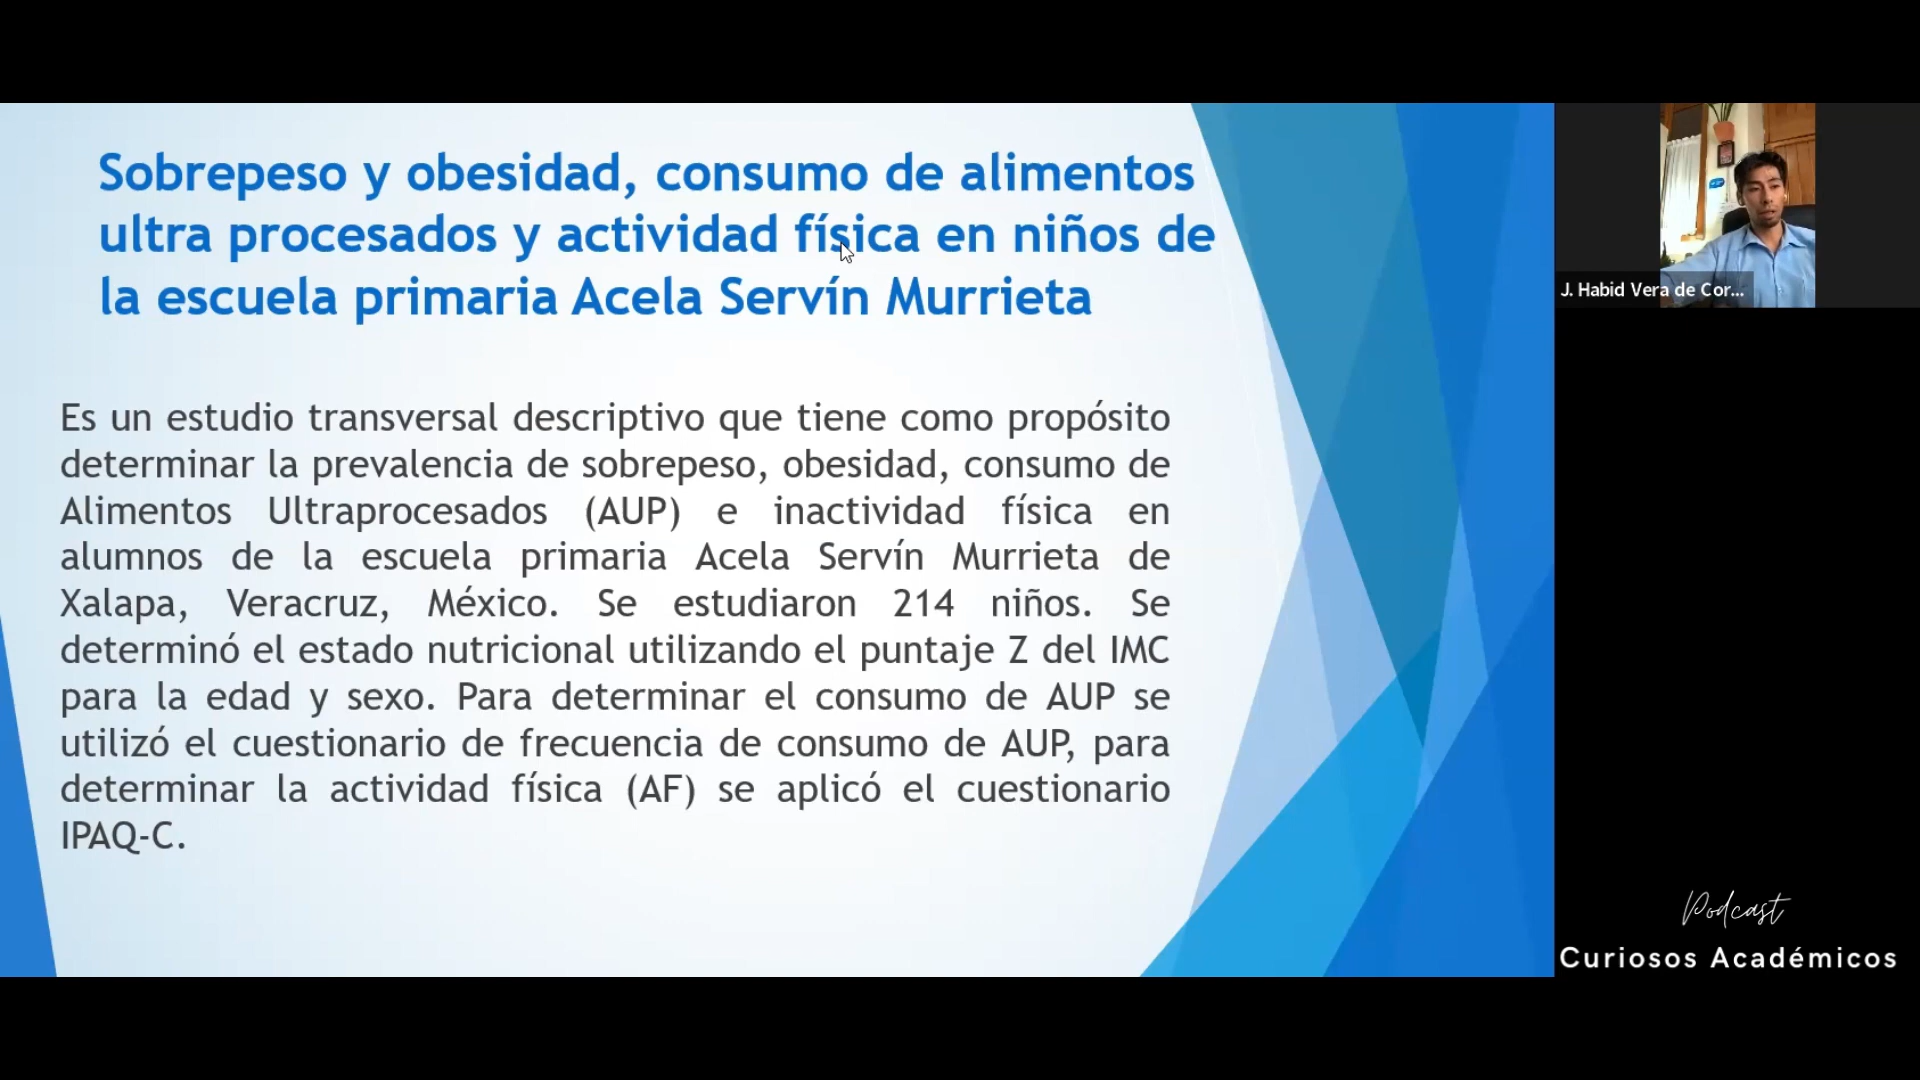 Sobrepeso y obesidad, consumo de alimentos
ultra procesados y actividad física en niños de
la escuela primaria Acela Servín Murrieta
Es un estudio transversal descriptivo que tiene como propósito
determinar la prevalencia de sobrepeso, obesidad, consumo de
Alimentos Ultraprocesados (AUP) e inactividad física en
alumnos de la escuela primaria Acela Servín Murrieta de
Xalapa, Veracruz, México. Se estudiaron 214 niños. Se
determinó el estado nutricional utilizando el puntaje Z del IMC
para la edad y sexo. Para determinar el consumo de AUP se
utilizó el cuestionario de frecuencia de consumo de AUP, para
determinar la actividad física (AF) se aplicó el cuestionario
IPAQ-C.
J. Habid Vera de Cor...
Podcast
Curiosos Académicos